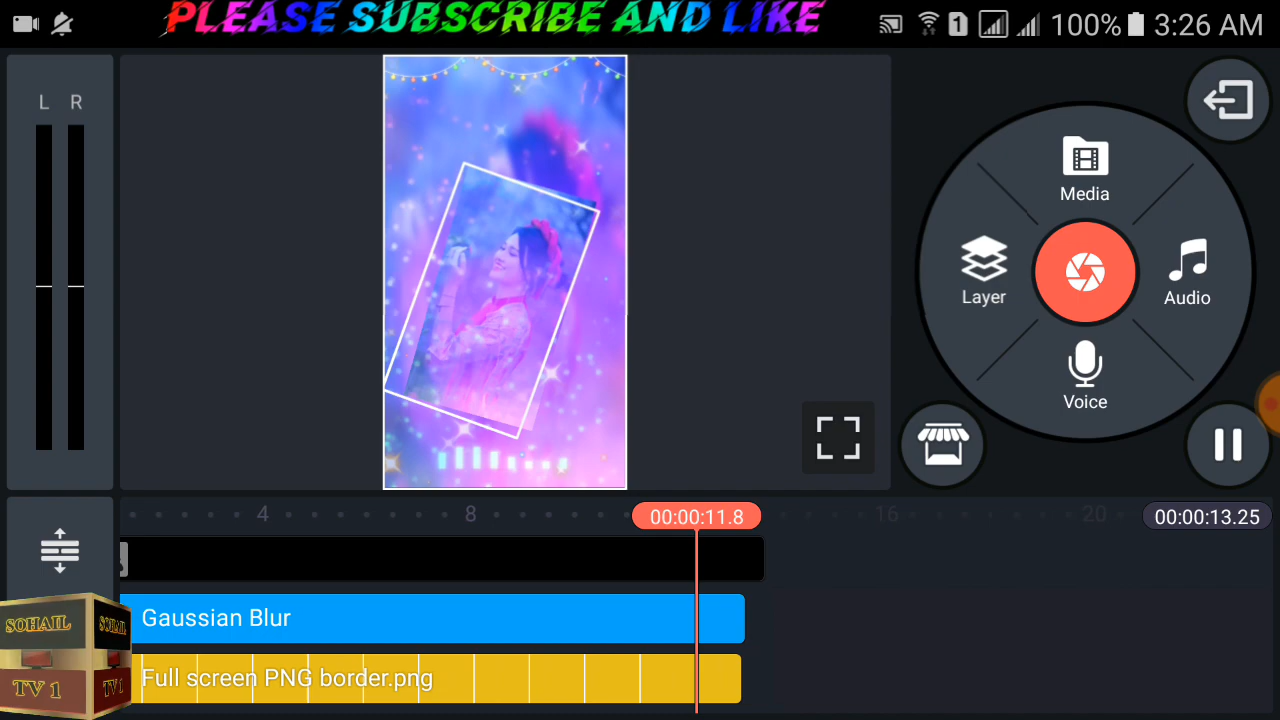 PLEASE SUBSCRIBE AND LIKE
1 100% 3:26 AM
L R
Media
Layer
Audio
Voice
4 8 00:00:11.8 16 20 00:00:13.25
Gaussian Blur
Full screen PNG border.png
SOHAIL SOHAIL
TV 1 TV 1